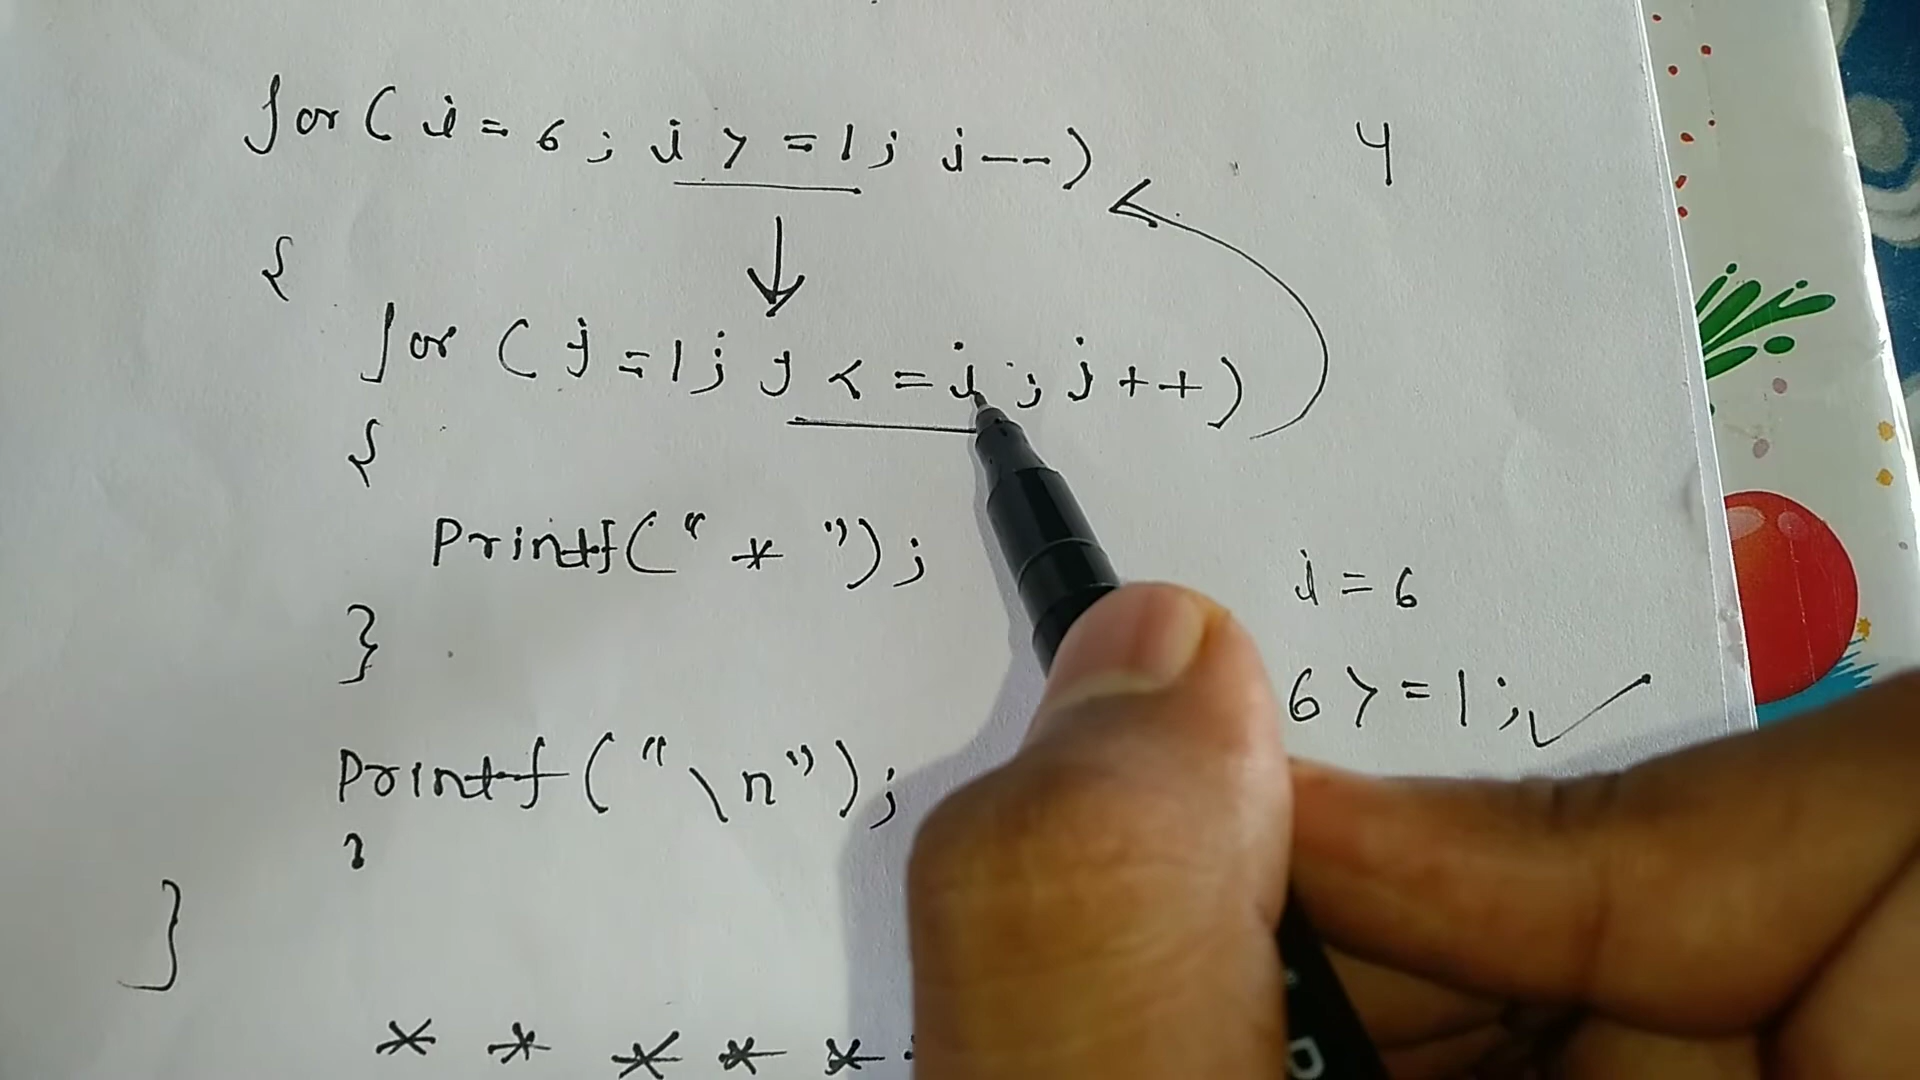 for ( i = 6 ; i > = 1 ; i -- )
4
{
for ( j = 1 ; j < = i ; j + + )
{
Printf( " * " ) ;
i = 6
}
6 > = 1 ;
Printf ( " \n " ) ;
}
}
* * * * *